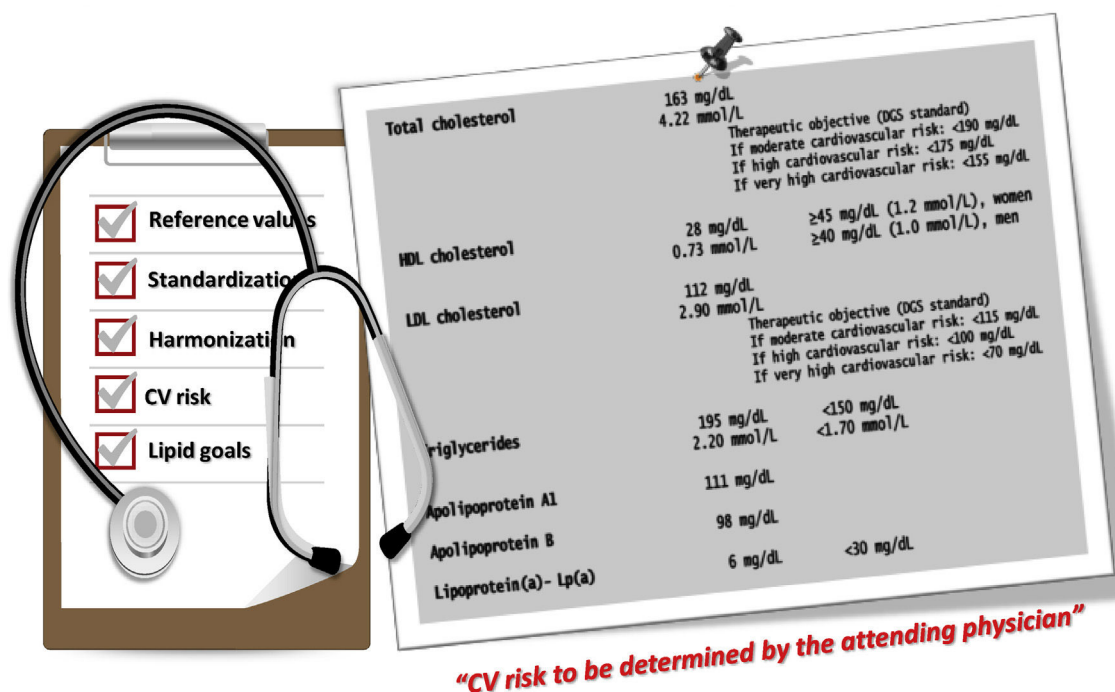 Reference values
Standardization
Harmonization
CV risk
Lipid goals
Total cholesterol 163 mg/dL
4.22 mmol/L
Therapeutic objective (DGS standard)
If moderate cardiovascular risk: <190 mg/dL
If high cardiovascular risk: <175 mg/dL
If very high cardiovascular risk: <155 mg/dL
HDL cholesterol 28 mg/dL ≥45 mg/dL (1.2 mmol/L), women
0.73 mmol/L ≥40 mg/dL (1.0 mmol/L), men
LDL cholesterol 112 mg/dL
2.90 mmol/L
Therapeutic objective (DGS standard)
If moderate cardiovascular risk: <115 mg/dL
If high cardiovascular risk: <100 mg/dL
If very high cardiovascular risk: <70 mg/dL
riglycerides 195 mg/dL <150 mg/dL
2.20 mmol/L <1.70 mmol/L
Apolipoprotein A1 111 mg/dL
Apolipoprotein B 98 mg/dL
Lipoprotein(a)- Lp(a) 6 mg/dL <30 mg/dL
"CV risk to be determined by the attending physician"